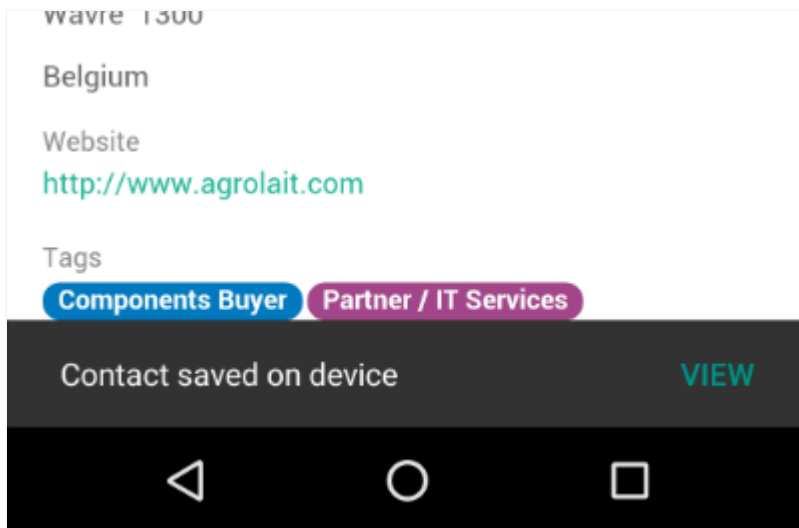 Wavre 1300
Belgium
Website
http://www.agrolait.com
Tags
Components Buyer Partner / IT Services
Contact saved on device VIEW